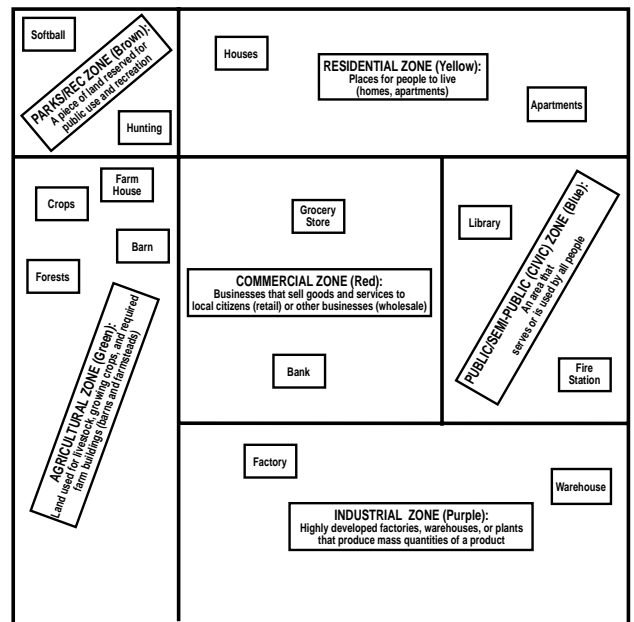 Softball
PARKS/REC ZONE (Brown):
A piece of land reserved for
public use and recreation
Hunting
Houses
RESIDENTIAL ZONE (Yellow):
Places for people to live
(homes, apartments)
Apartments
Farm
House
Crops
Barn
Forests
AGRICULTURAL ZONE (Green):
Land used for livestock, growing crops, and required
farm buildings (barns and farmsteads)
Grocery
Store
COMMERCIAL ZONE (Red):
Businesses that sell goods and services to
local citizens (retail) or other businesses (wholesale)
Bank
Library
PUBLIC/SEMI-PUBLIC (CIVIC) ZONE (Blue):
An area that
serves or is used by all people
Fire
Station
Factory
Warehouse
INDUSTRIAL ZONE (Purple):
Highly developed factories, warehouses, or plants
that produce mass quantities of a product